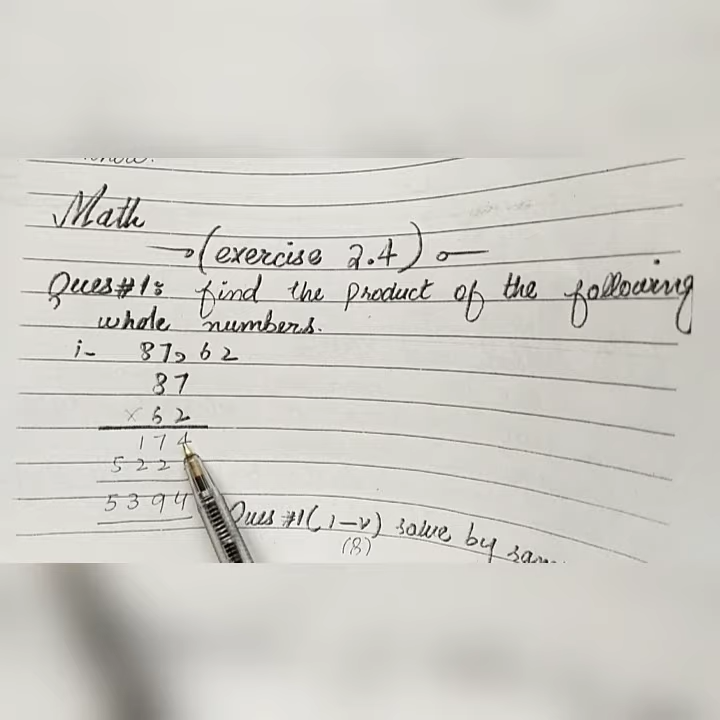 Math
(exercise 2.4)
Ques#1: find the product of the following
whole numbers.
i- 87, 62
87
× 62
174
522
5394
Ques #1(i-v) solve by
(8)